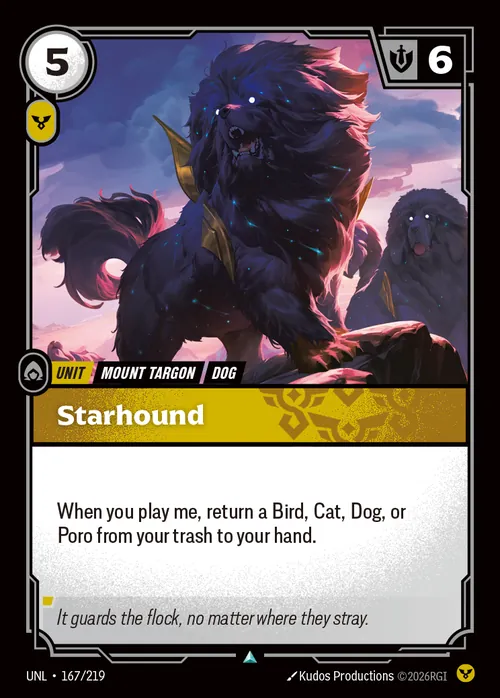 5
6
UNIT MOUNT TARGON DOG
Starhound
When you play me, return a Bird, Cat, Dog, or
Poro from your trash to your hand.
It guards the flock, no matter where they stray.
UNL • 167/219 Kudos Productions ©2026RGI